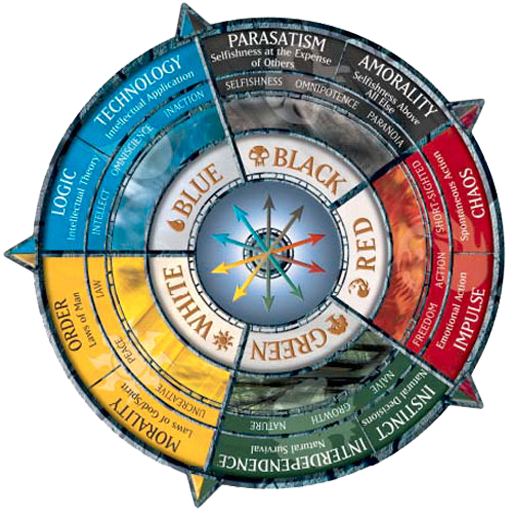 PARASATISM
Selfishness at the Expense
of Others
SELFISHNESS
OMNIPOTENCE
PARANOIA
AMORALITY
Selfishness Above
All Else
BLACK
CHAOS
Spontaneous Action
SHORT-SIGHTED
ACTION
FREEDOM
IMPULSE
Emotional Action
RED
INSTINCT
Natural Decisions
NAIVE
GROWTH
NATURE
INTERDEPENDENCE
Natural Survival
GREEN
MORALITY
Laws of God/Spirit
UNCREATIVE
PEACE
LAW
ORDER
Laws of Man
WHITE
LOGIC
Intellectual Theory
INTELLECT
OMNISCIENCE
INACTION
TECHNOLOGY
Intellectual Application
BLUE